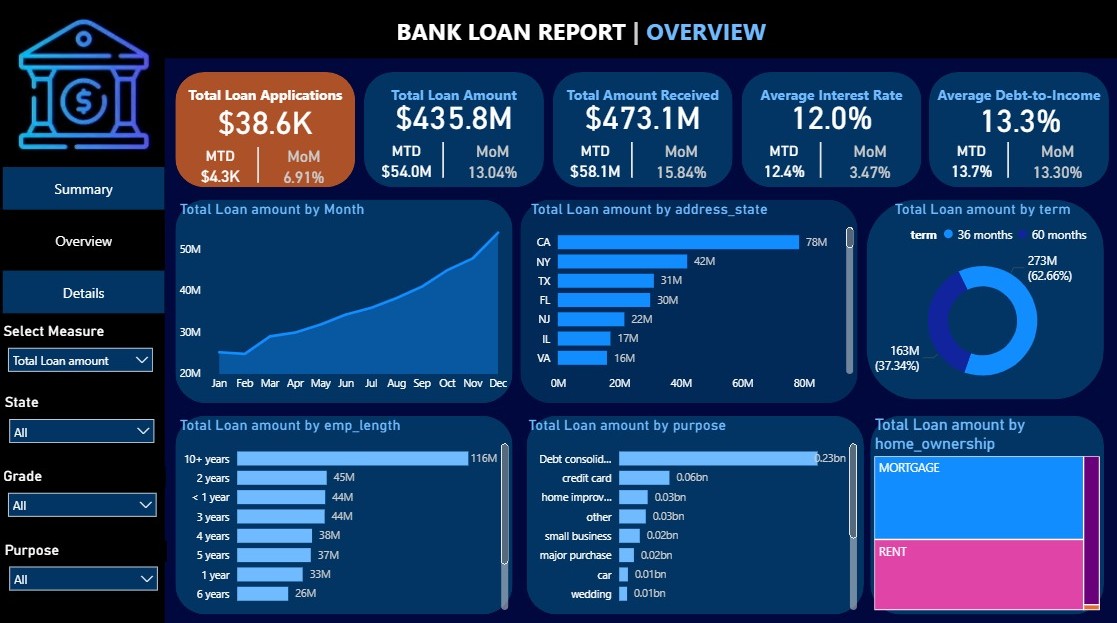 BANK LOAN REPORT | OVERVIEW
$
Summary
Overview
Details
Select Measure
Total Loan amount
State
All
Grade
All
Purpose
All
Total Loan Applications
$38.6K
MTD
MoM
$4.3K
6.91%
Total Loan Amount
$435.8M
MTD
MoM
$54.0M
13.04%
Total Amount Received
$473.1M
MTD
MoM
$58.1M
15.84%
Average Interest Rate
12.0%
MTD
MoM
12.4%
3.47%
Average Debt-to-Income
13.3%
MTD
MoM
13.7%
13.30%
Total Loan amount by Month
50M
40M
30M
20M
Jan Feb Mar Apr May Jun Jul Aug Sep Oct Nov Dec
Total Loan amount by address_state
CA 78M
NY 42M
TX 31M
FL 30M
NJ 22M
IL 17M
VA 16M
0M 20M 40M 60M 80M
Total Loan amount by term
term 36 months 60 months
273M
(62.66%)
163M
(37.34%)
Total Loan amount by emp_length
10+ years 116M
2 years 45M
< 1 year 44M
3 years 44M
4 years 38M
5 years 37M
1 year 33M
6 years 26M
Total Loan amount by purpose
Debt consolid... 0.23bn
credit card 0.06bn
home improv... 0.03bn
other 0.03bn
small business 0.02bn
major purchase 0.02bn
car 0.01bn
wedding 0.01bn
Total Loan amount by
home_ownership
MORTGAGE
RENT